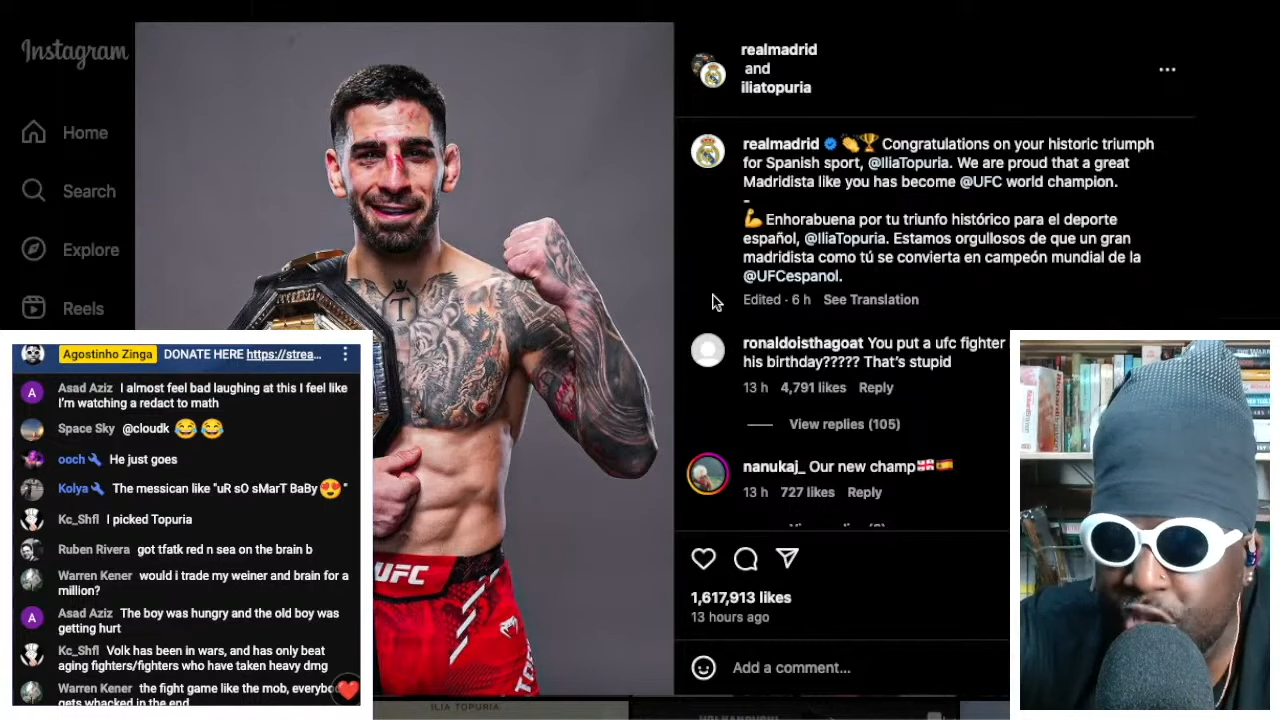 Instagram
Home
Search
Explore
Reels
realmadrid
and
iliatopuria
realmadrid Congratulations on your historic triumph
for Spanish sport, @IliaTopuria. We are proud that a great
Madridista like you has become @UFC world champion.
-
💪 Enhorabuena por tu triunfo histórico para el deporte
español, @IliaTopuria. Estamos orgullosos de que un gran
madridista como tú se convierta en campeón mundial de la
@UFCespanol.
Edited · 6 h See Translation
ronaldoisthagoat You put a ufc fighter
his birthday????? That's stupid
13 h 4,791 likes Reply
View replies (105)
nanukaj_ Our new champ🇬🇪🇪🇸
13 h 727 likes Reply
1,617,913 likes
13 hours ago
Add a comment...
T
UFC
Agostinho Zinga DONATE HERE https://strea...
Asad Aziz I almost feel bad laughing at this I feel like
I'm watching a redact to math
Space Sky @cloudk 😂😂
ooch He just goes
Kolya The messican like "uR sO sMarT BaBy😍"
Kc_Shfl I picked Topuria
Ruben Rivera got tfatk red n sea on the brain b
Warren Kener would i trade my weiner and brain for a
million?
Asad Aziz The boy was hungry and the old boy was
getting hurt
Kc_Shfl Volk has been in wars, and has only beat
aging fighters/fighters who have taken heavy dmg
Warren Kener the fight game like the mob, everybo
gets whacked in the end
ILIA TOPURIA